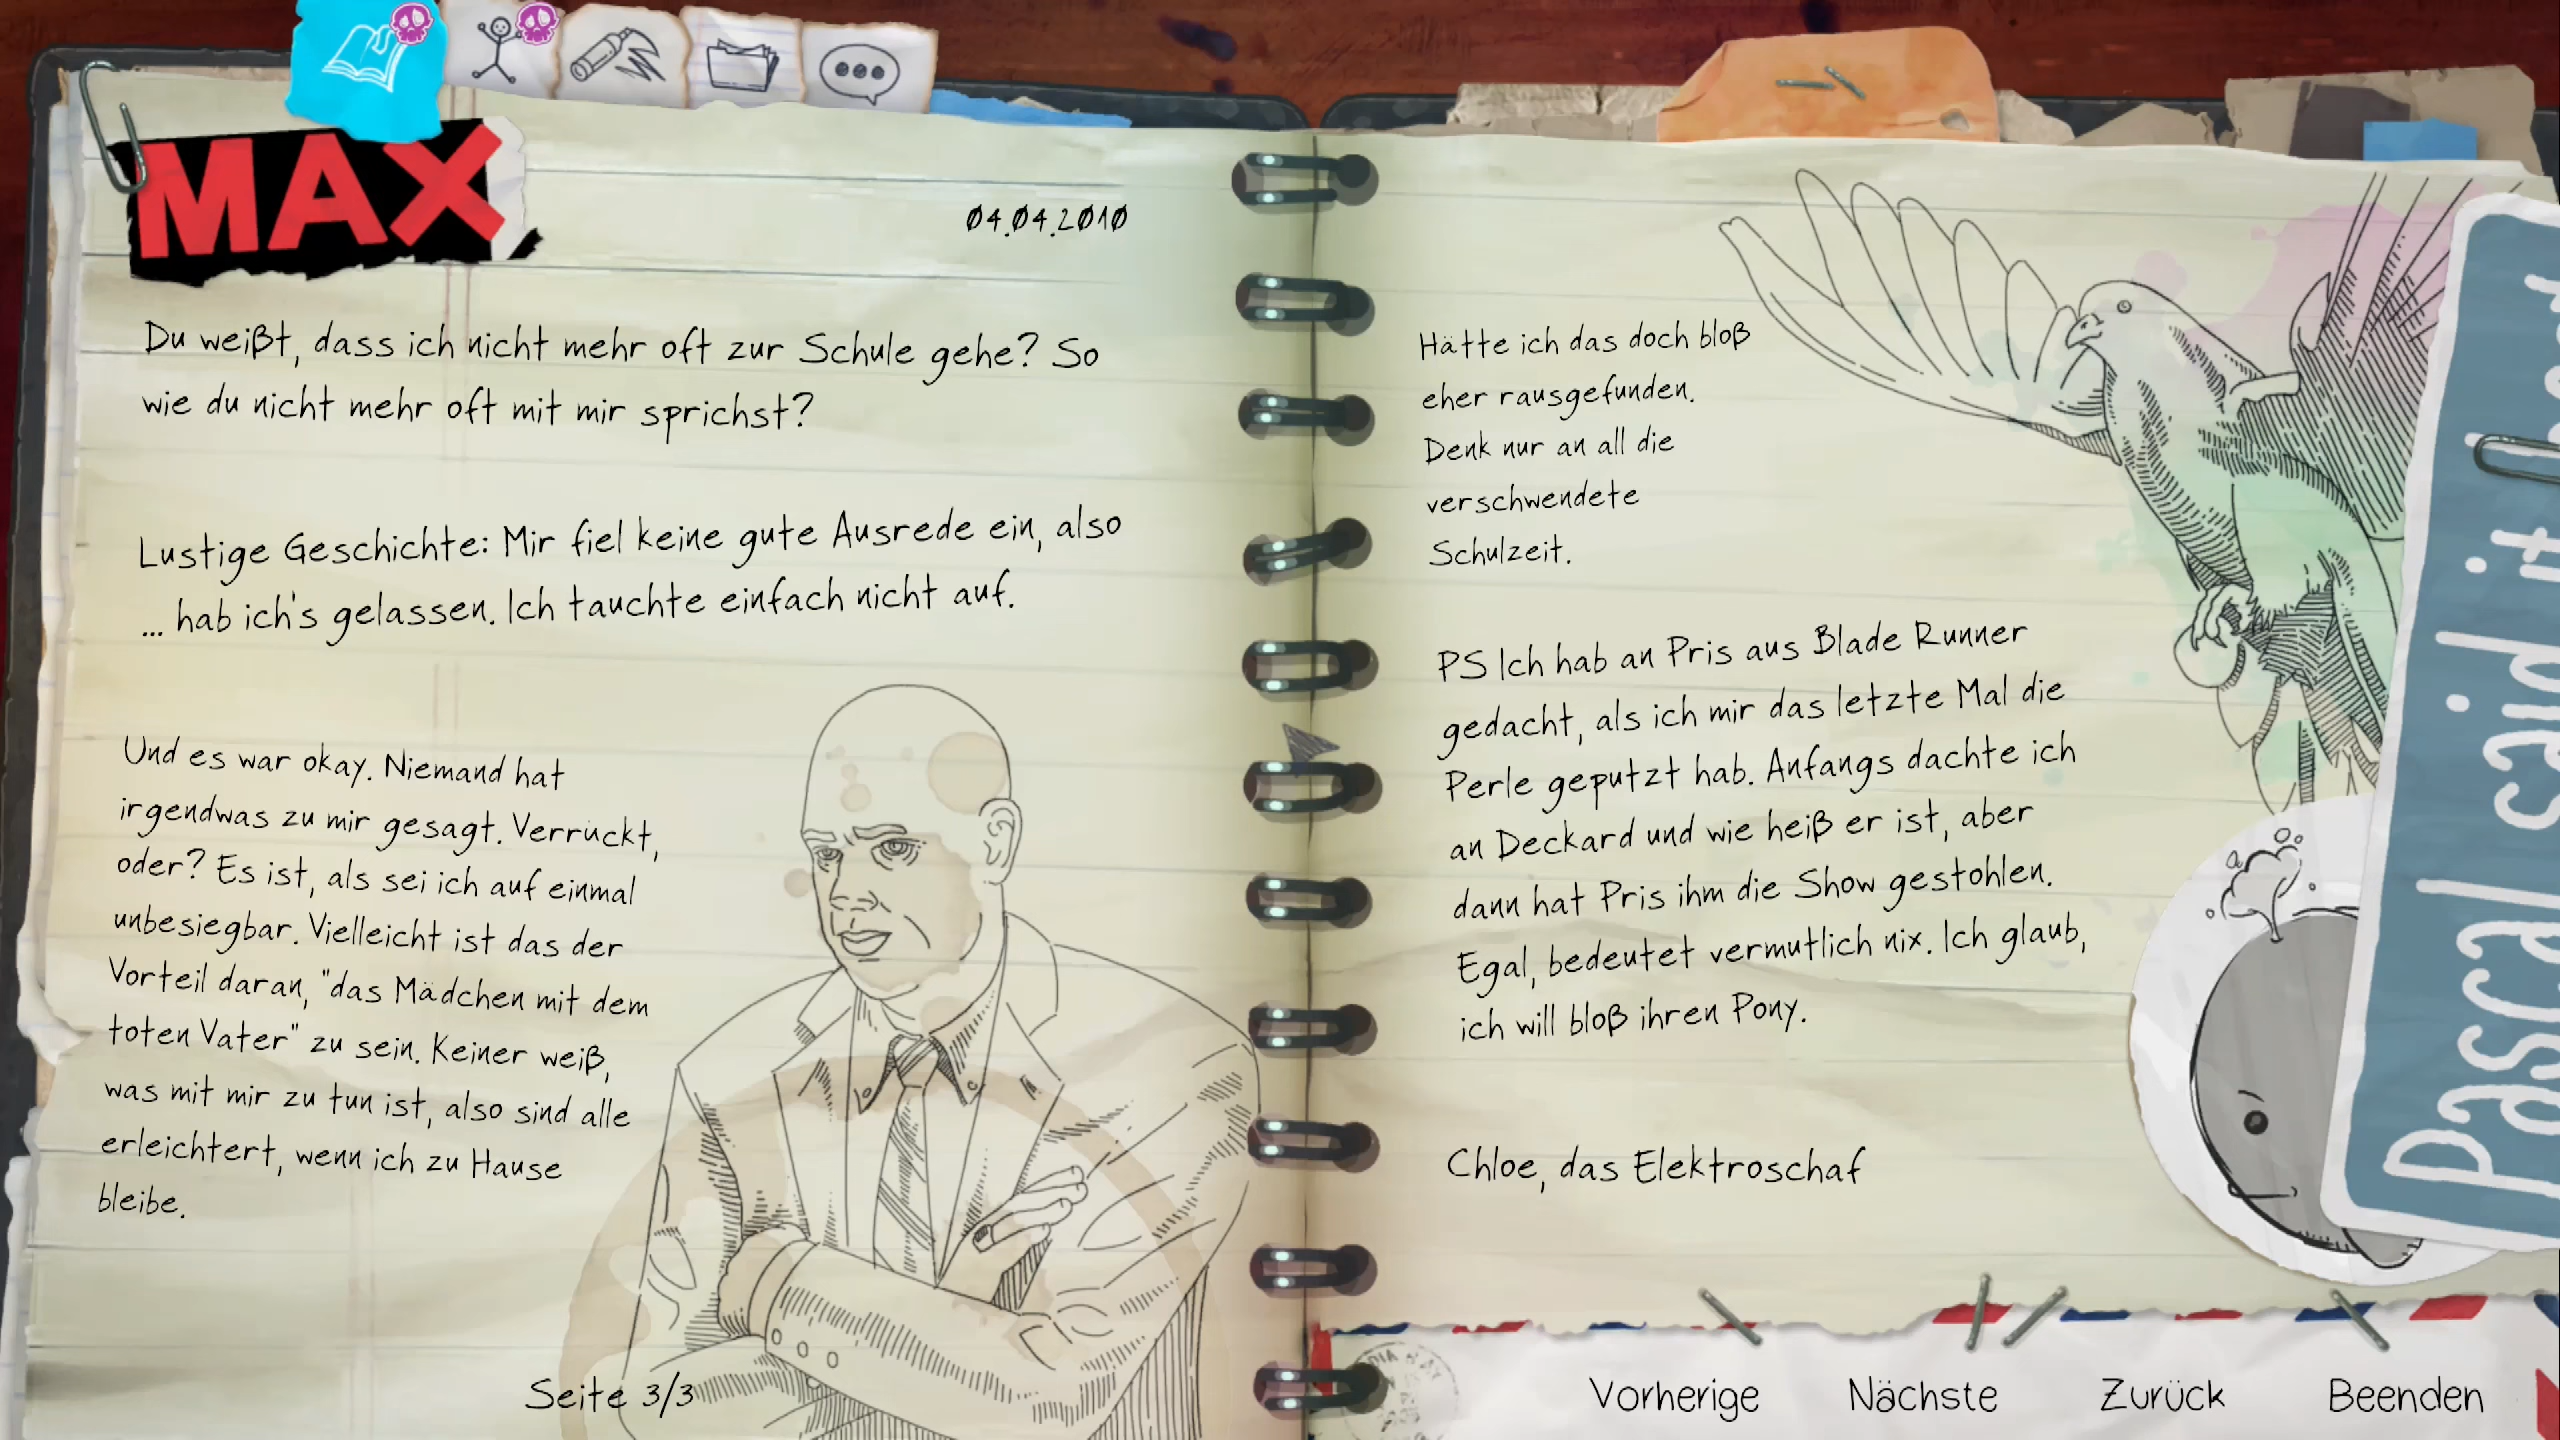 MAX
04.04.2010
Du weißt, dass ich nicht mehr oft zur Schule gehe? So
wie du nicht mehr oft mit mir sprichst?
Lustige Geschichte: Mir fiel keine gute Ausrede ein, also
... hab ich's gelassen. Ich tauchte einfach nicht auf.
Und es war okay. Niemand hat
irgendwas zu mir gesagt. Verrückt,
oder? Es ist, als sei ich auf einmal
unbesiegbar. Vielleicht ist das der
Vorteil daran, "das Mädchen mit dem
toten Vater" zu sein. Keiner weiß,
was mit mir zu tun ist, also sind alle
erleichtert, wenn ich zu Hause
bleibe.
Seite 3/3
Hätte ich das doch bloß
eher rausgefunden.
Denk nur an all die
verschwendete
Schulzeit.
PS Ich hab an Pris aus Blade Runner
gedacht, als ich mir das letzte Mal die
Perle geputzt hab. Anfangs dachte ich
an Deckard und wie heiß er ist, aber
dann hat Pris ihm die Show gestohlen.
Egal, bedeutet vermutlich nix. Ich glaub,
ich will bloß ihren Pony.
Chloe, das Elektroschaf
Pascal said it
Vorherige
Nächste
Zurück
Beenden